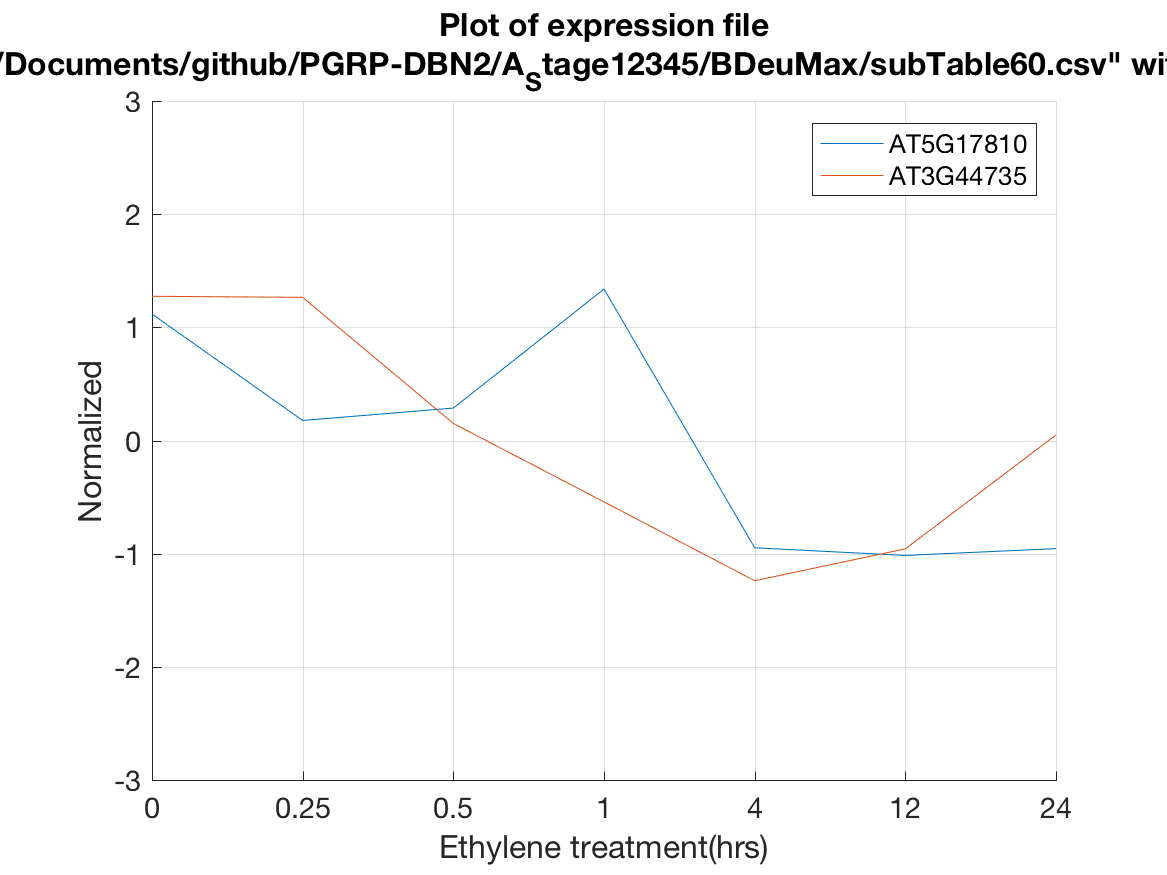 Plot of expression file
/Documents/github/PGRP-DBN2/A_Stage12345/BDeuMax/subTable60.csv" wi
3
AT5G17810
AT3G44735
2
1
0
-1
-2
-3
Normalized
0 0.25 0.5 1 4 12 24
Ethylene treatment(hrs)